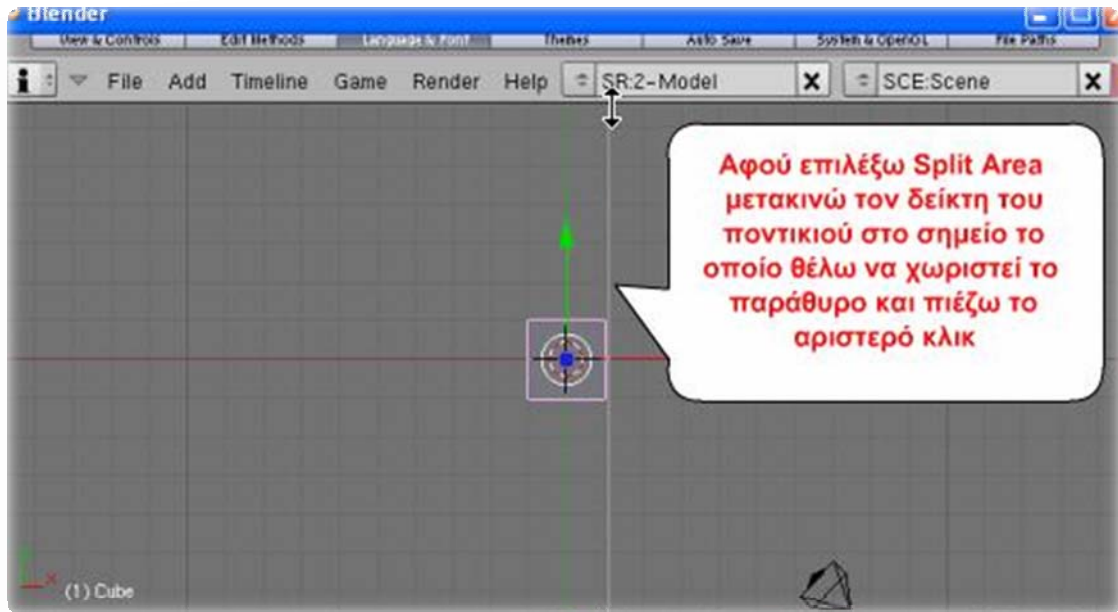 Blender
View & Controls Edit Methods Language & Font Themes Auto Save System & OpenGL File Paths
File Add Timeline Game Render Help SR:2-Model X SCE:Scene X
Αφού επιλέξω Split Area
μετακινώ τον δείκτη του
ποντικιού στο σημείο το
οποίο θέλω να χωριστεί το
παράθυρο και πιέζω το
αριστερό κλικ
x
(1) Cube